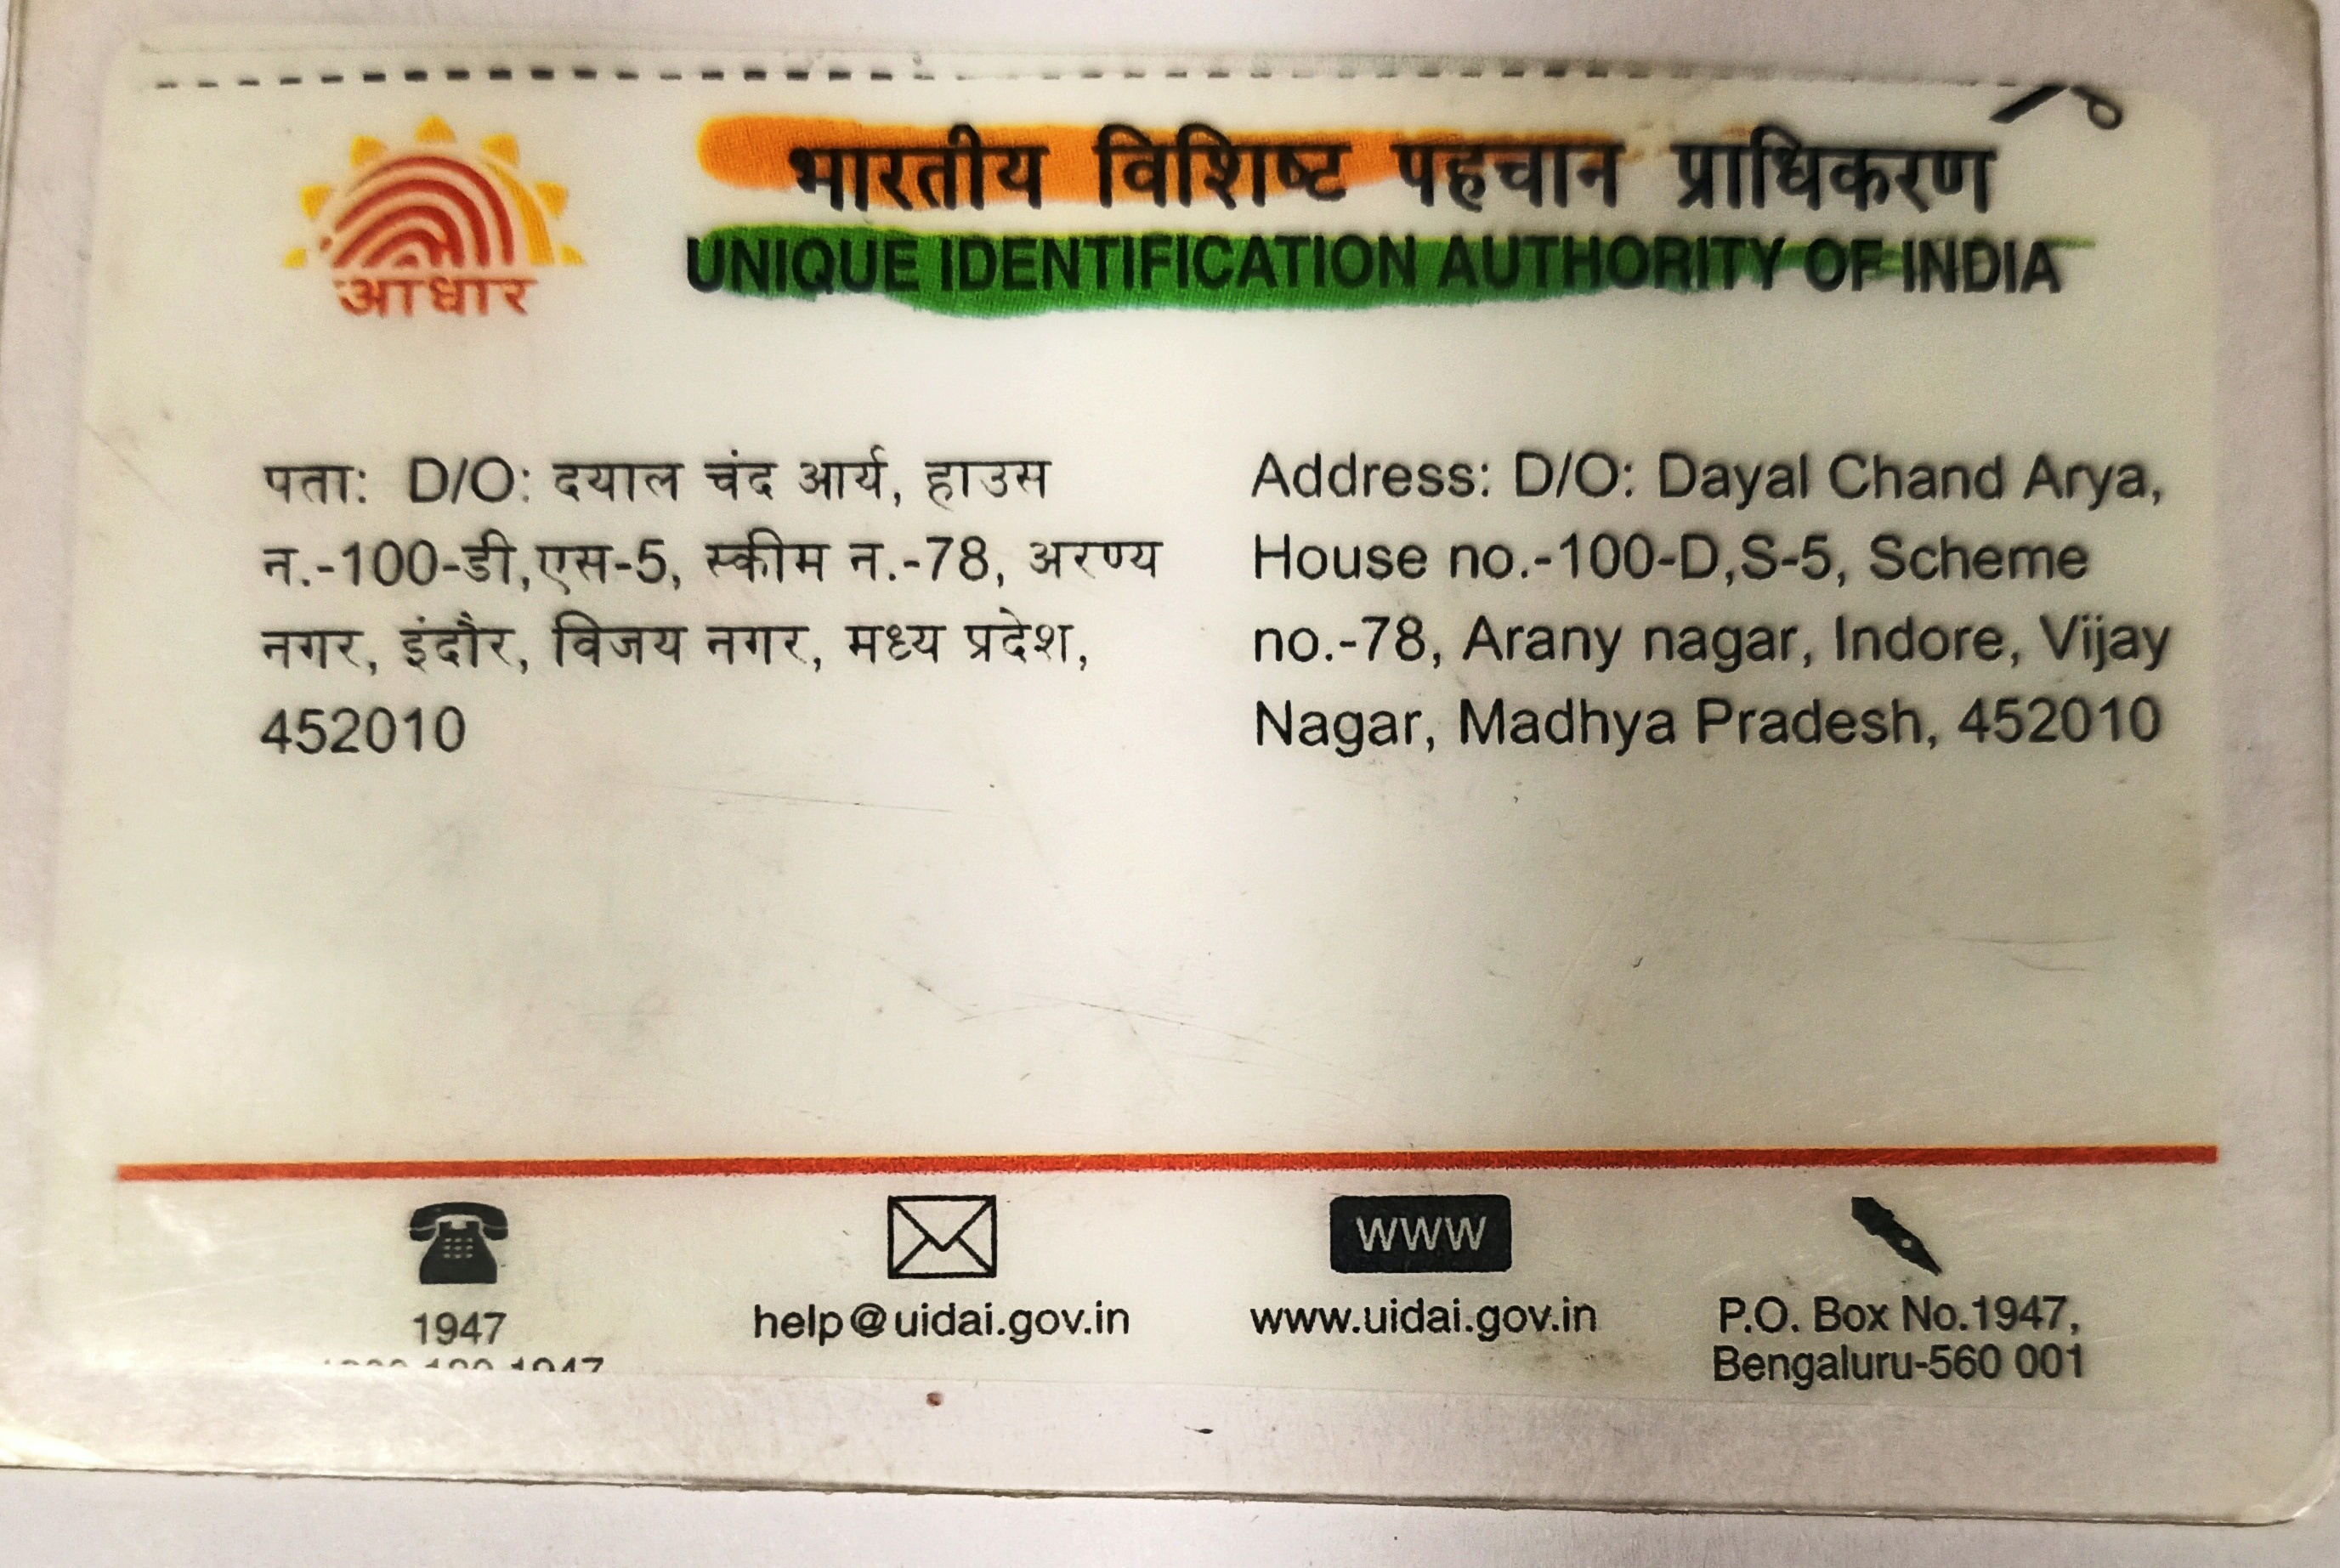 भारतीय विशिष्ट पहचान प्राधिकरण
UNIQUE IDENTIFICATION AUTHORITY OF INDIA
आधार
पता: D/O: दयाल चंद आर्य, हाउस
न.-100-डी,एस-5, स्कीम न.-78, अरण्य
नगर, इंदौर, विजय नगर, मध्य प्रदेश,
452010
Address: D/O: Dayal Chand Arya,
House no.-100-D,S-5, Scheme
no.-78, Arany nagar, Indore, Vijay
Nagar, Madhya Pradesh, 452010
1947
1947
help@uidai.gov.in
WWW
www.uidai.gov.in
P.O. Box No.1947,
Bengaluru-560 001